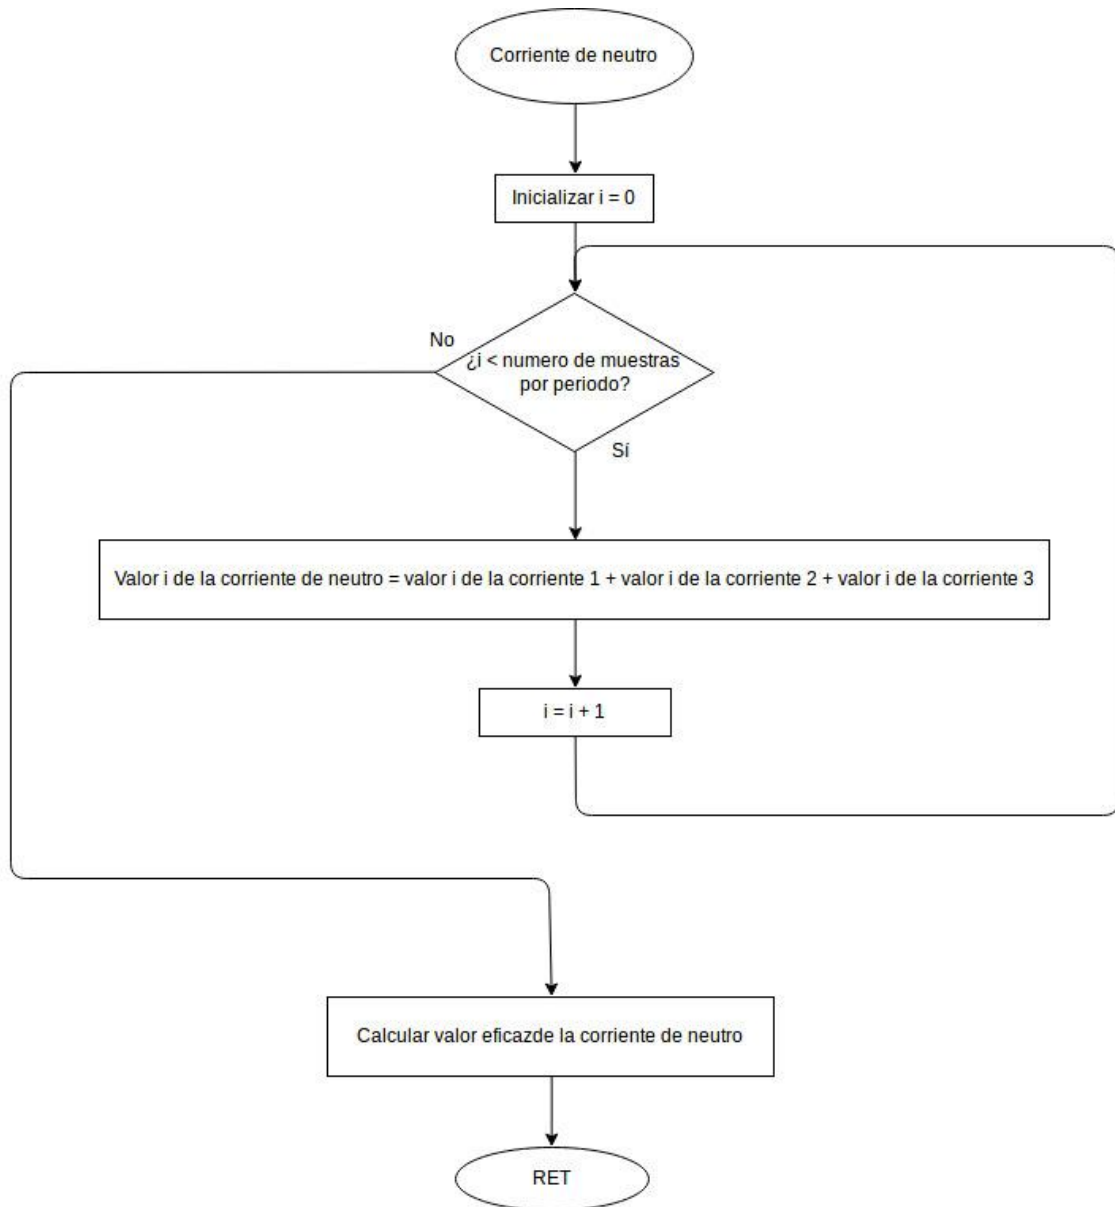 Corriente de neutro
Inicializar i = 0
No
¿i < numero de muestras
por periodo?
Sí
Valor i de la corriente de neutro = valor i de la corriente 1 + valor i de la corriente 2 + valor i de la corriente 3
i = i + 1
Calcular valor eficazde la corriente de neutro
RET